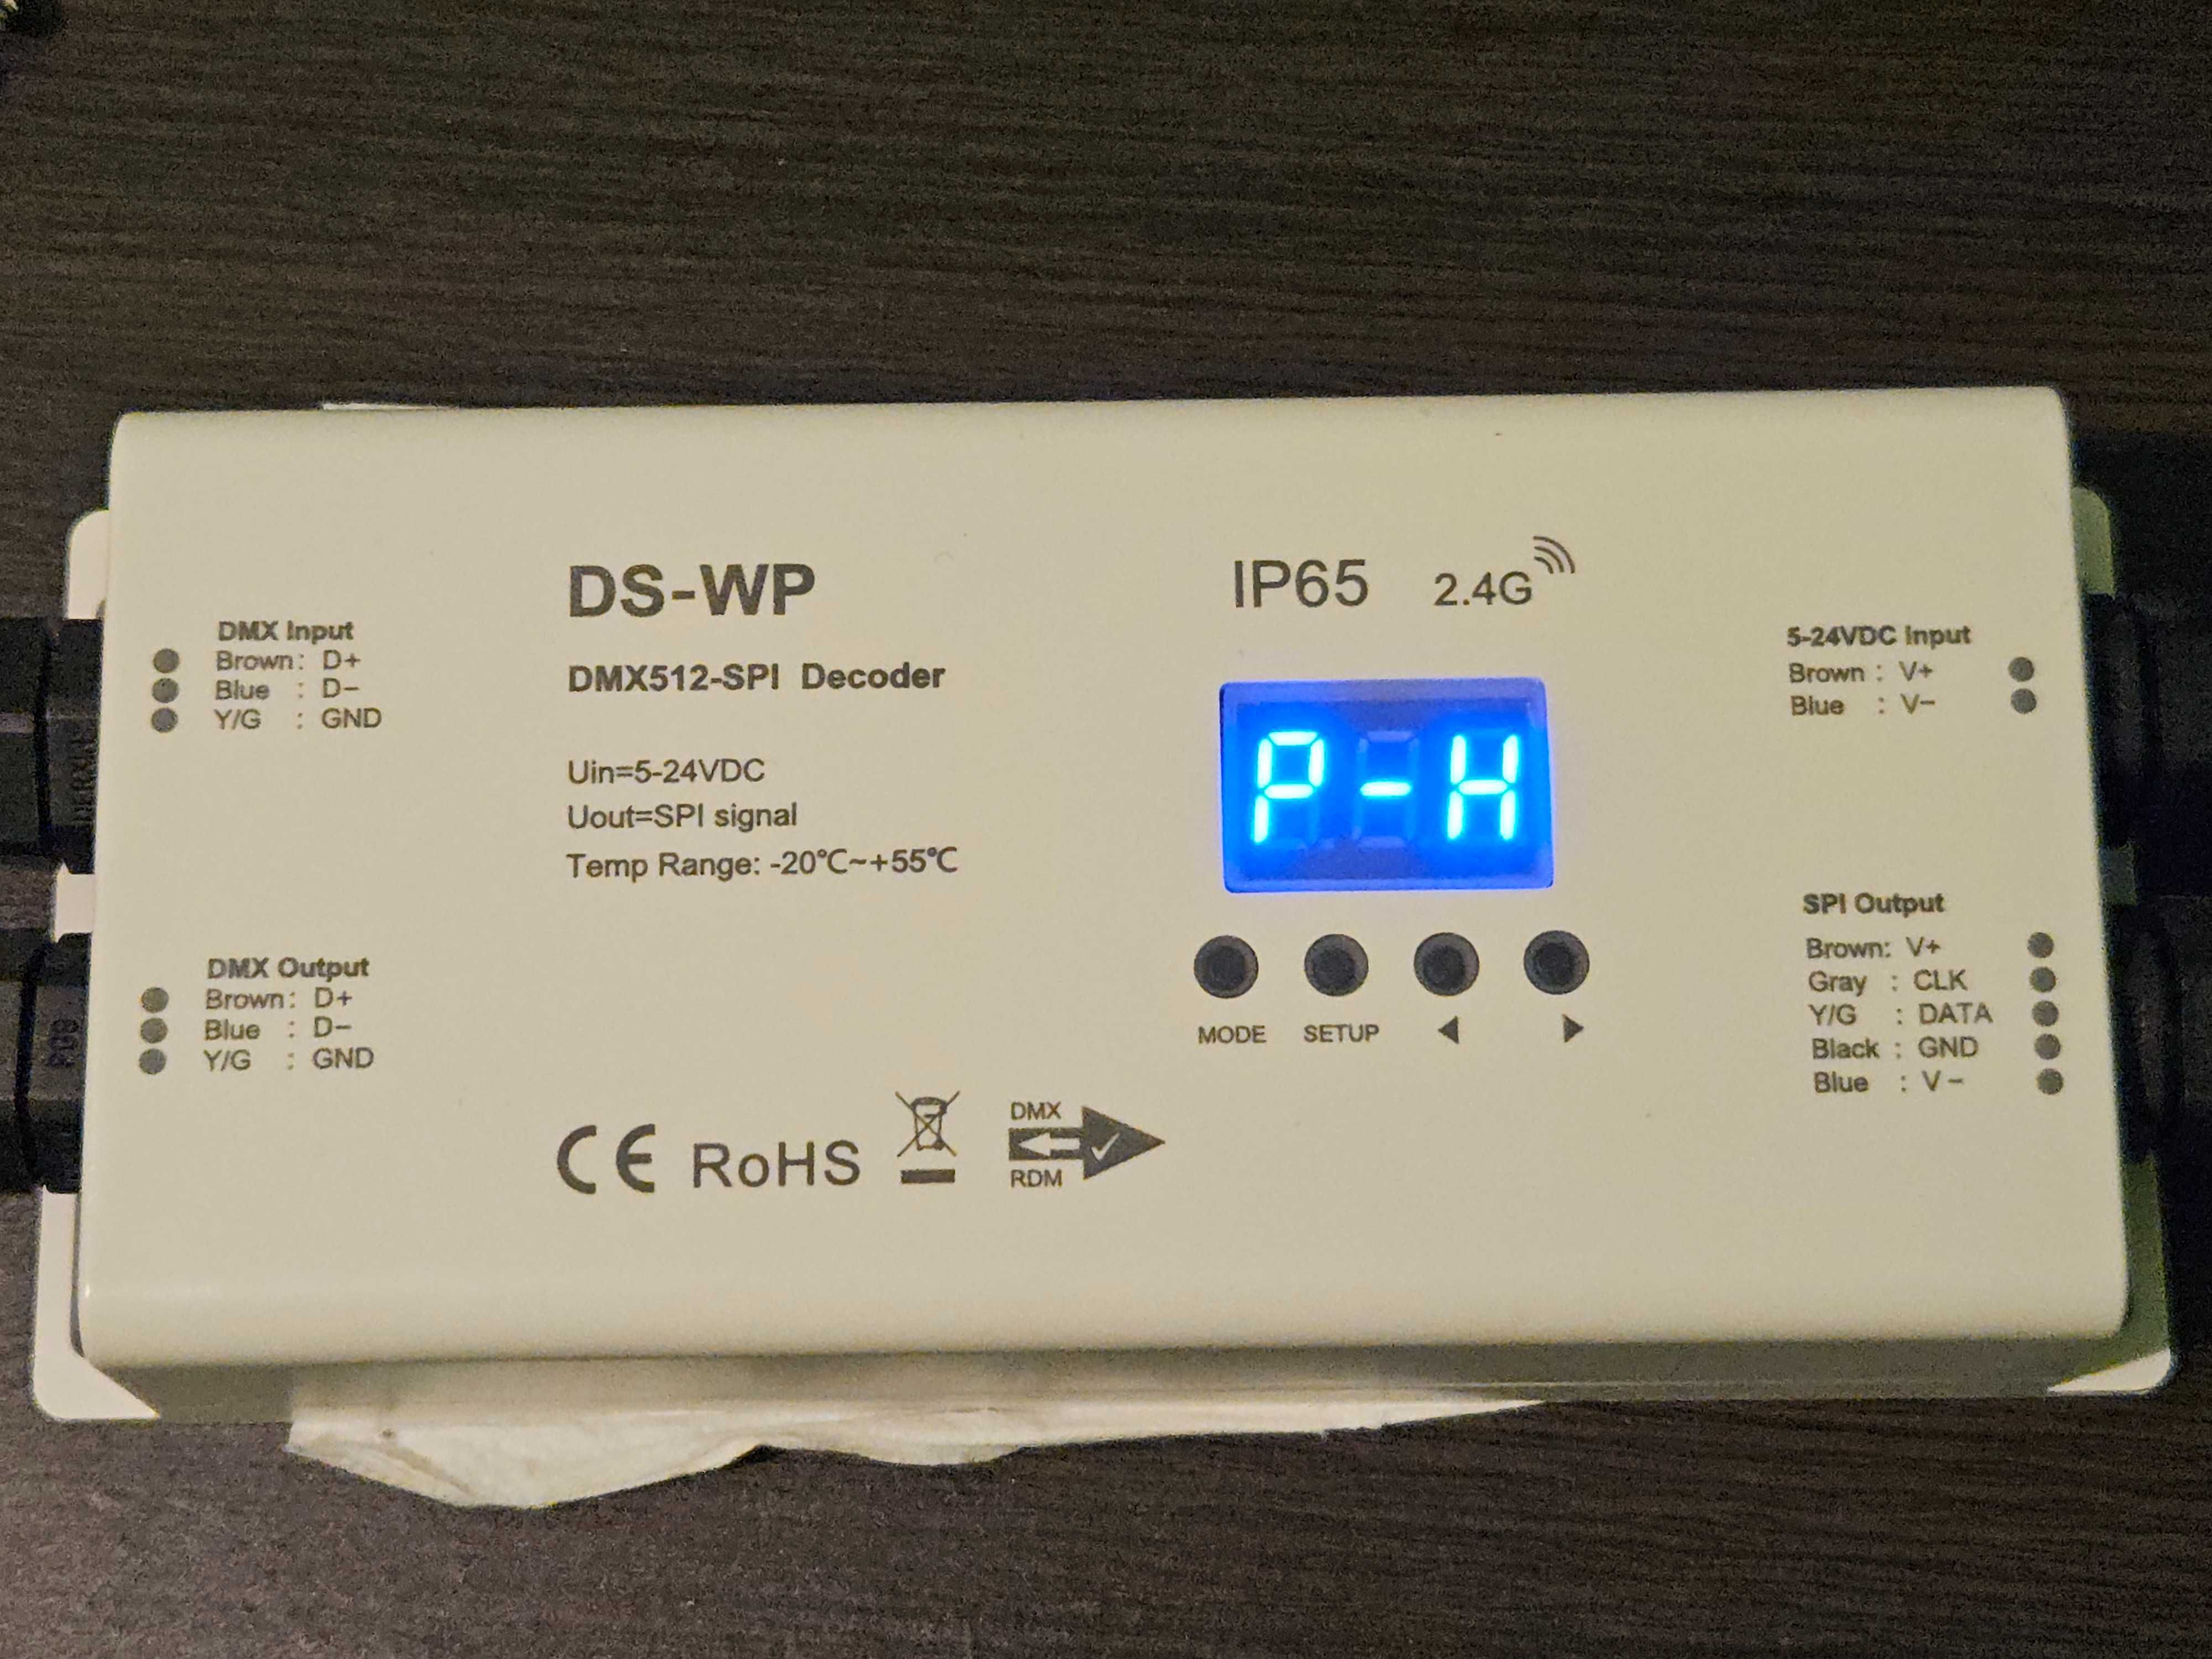 DS-WP
DMX512-SPI Decoder
Uin=5-24VDC
Uout=SPI signal
Temp Range: -20℃~+55℃
IP65 2.4G
P-H
MODE SETUP ◀ ▶
DMX Input
Brown: D+
Blue : D−
Y/G : GND
DMX Output
Brown: D+
Blue : D−
Y/G : GND
5-24VDC Input
Brown : V+
Blue : V−
SPI Output
Brown: V+
Gray : CLK
Y/G : DATA
Black : GND
Blue : V−
CE RoHS
DMX
RDM